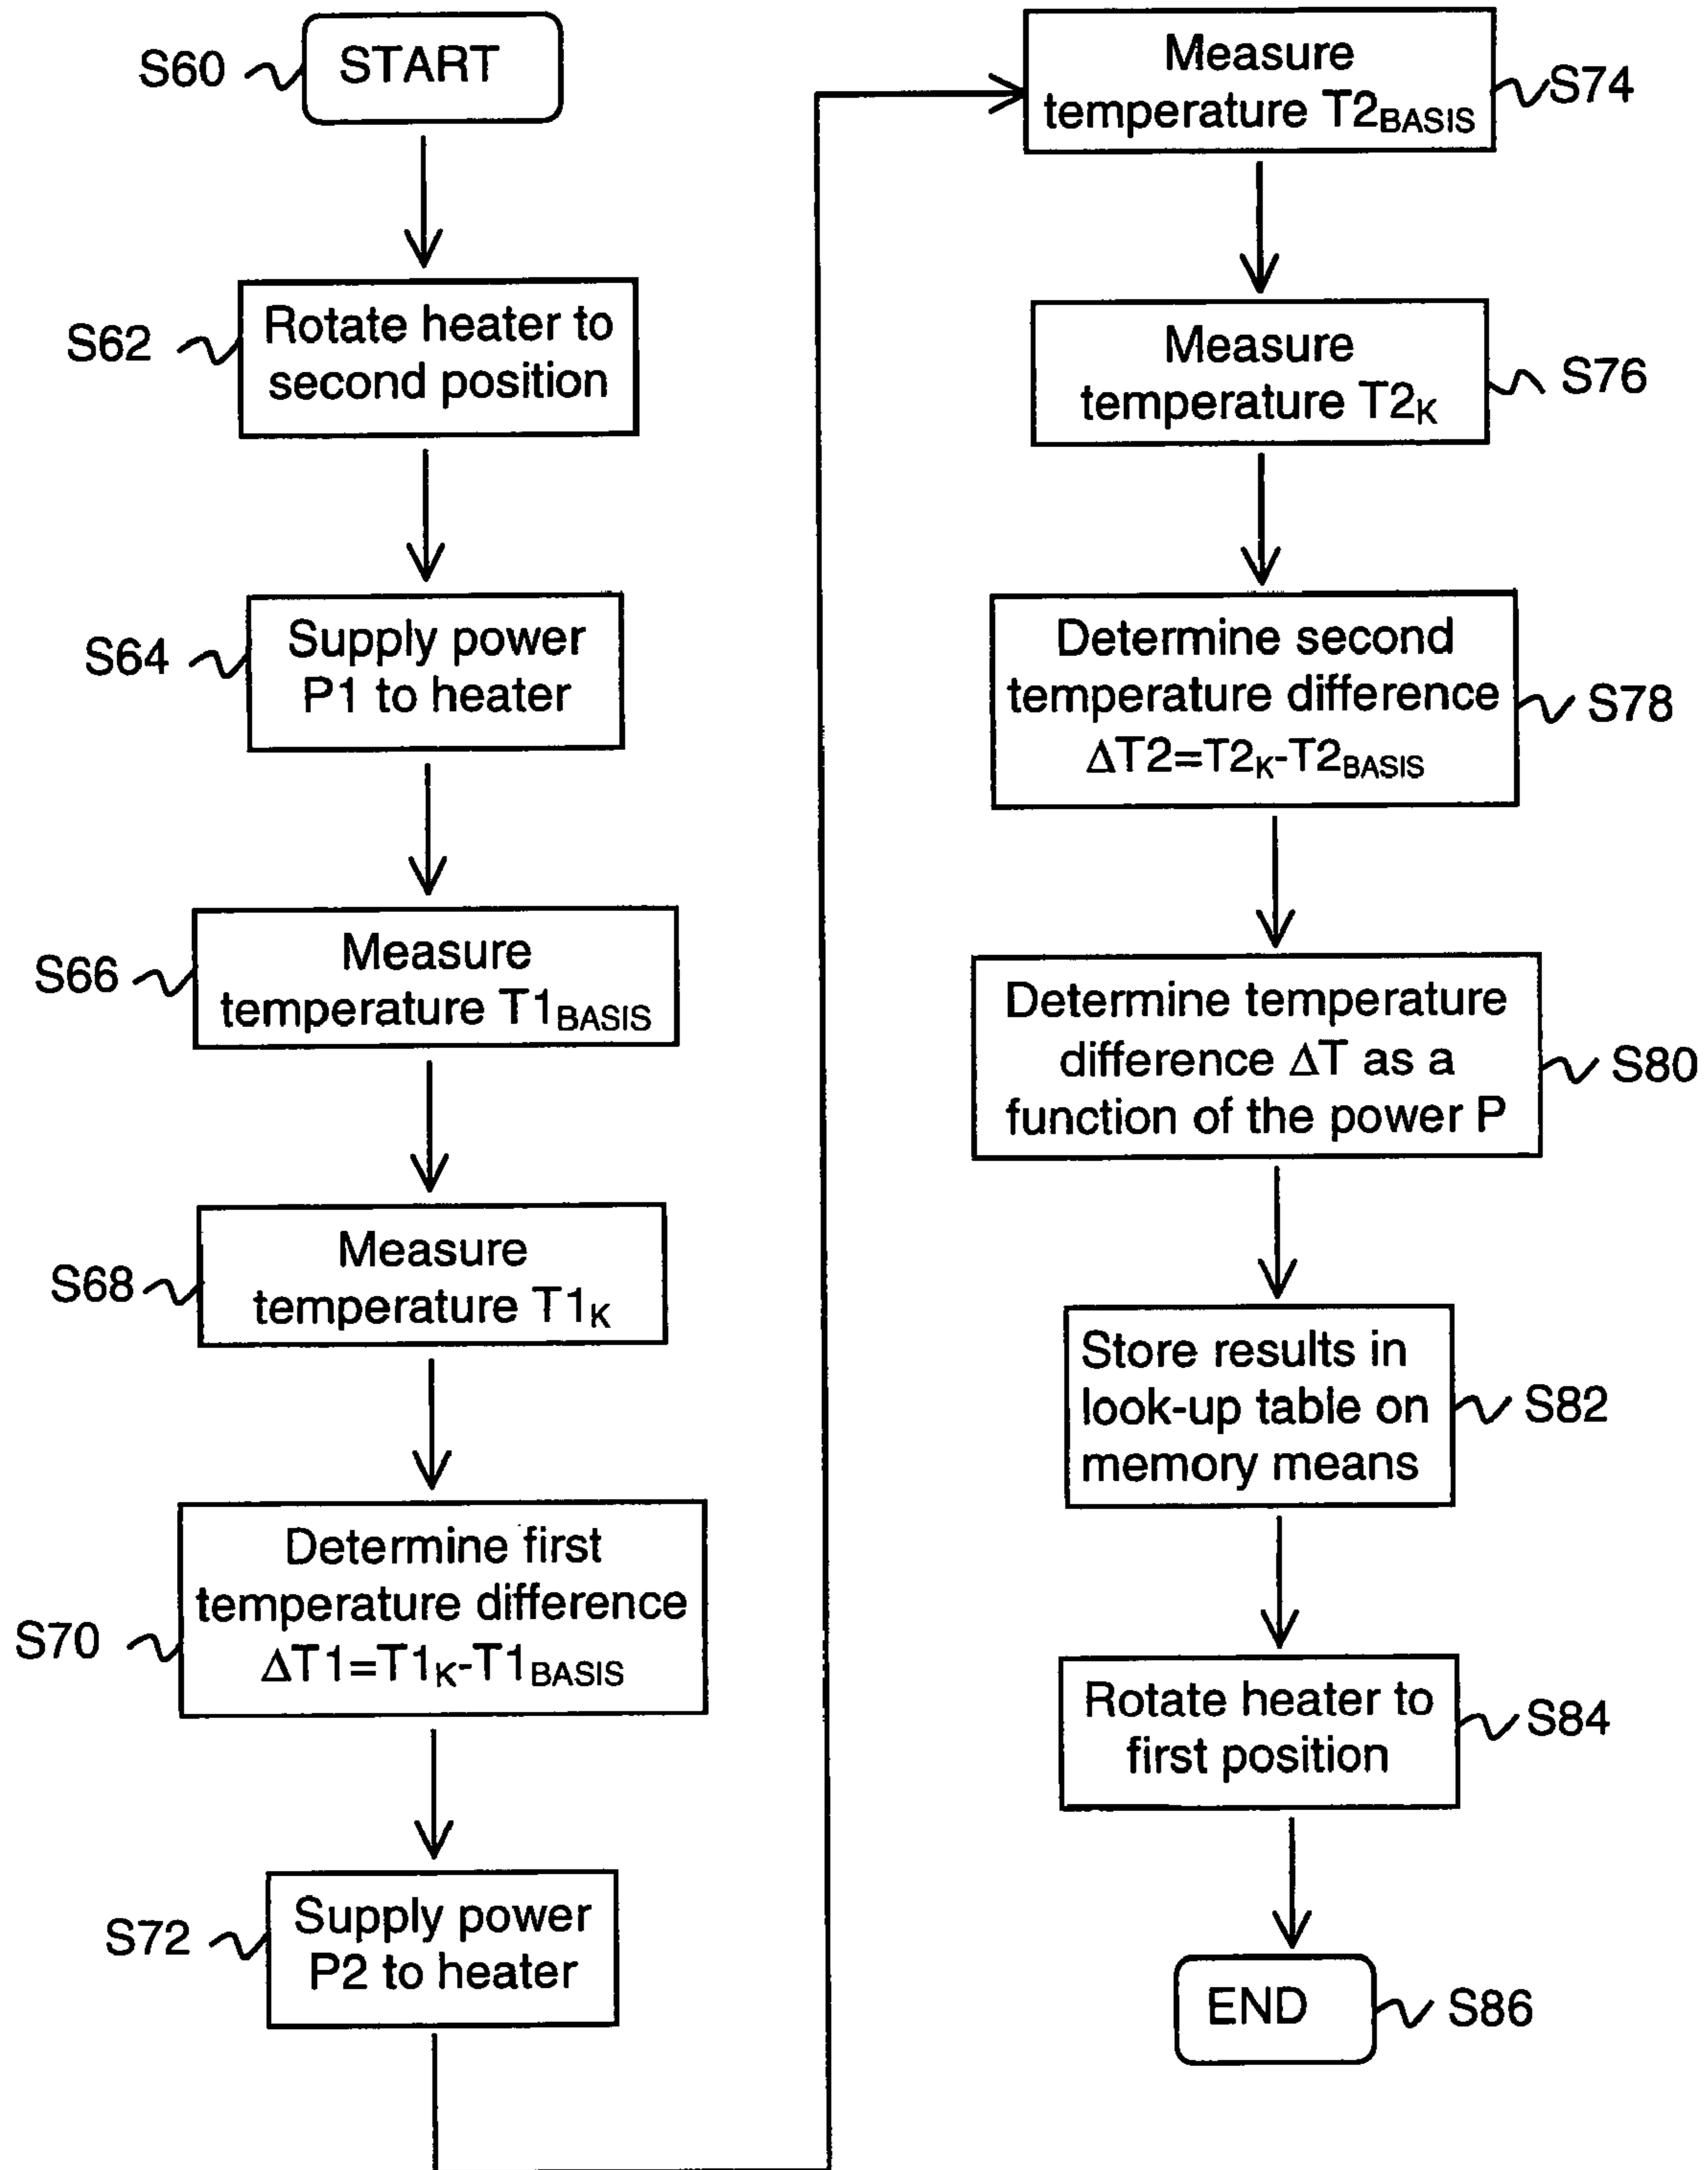 S60
START
S62
Rotate heater to
second position
S64
Supply power
P1 to heater
S66
Measure
temperature T1BASIS
S68
Measure
temperature T1K
S70
Determine first
temperature difference
ΔT1=T1K-T1BASIS
S72
Supply power
P2 to heater
Measure
temperature T2BASIS
S74
Measure
temperature T2K
S76
Determine second
temperature difference
ΔT2=T2K-T2BASIS
S78
Determine temperature
difference ΔT as a
function of the power P
S80
Store results in
look-up table on
memory means
S82
Rotate heater to
first position
S84
END
S86